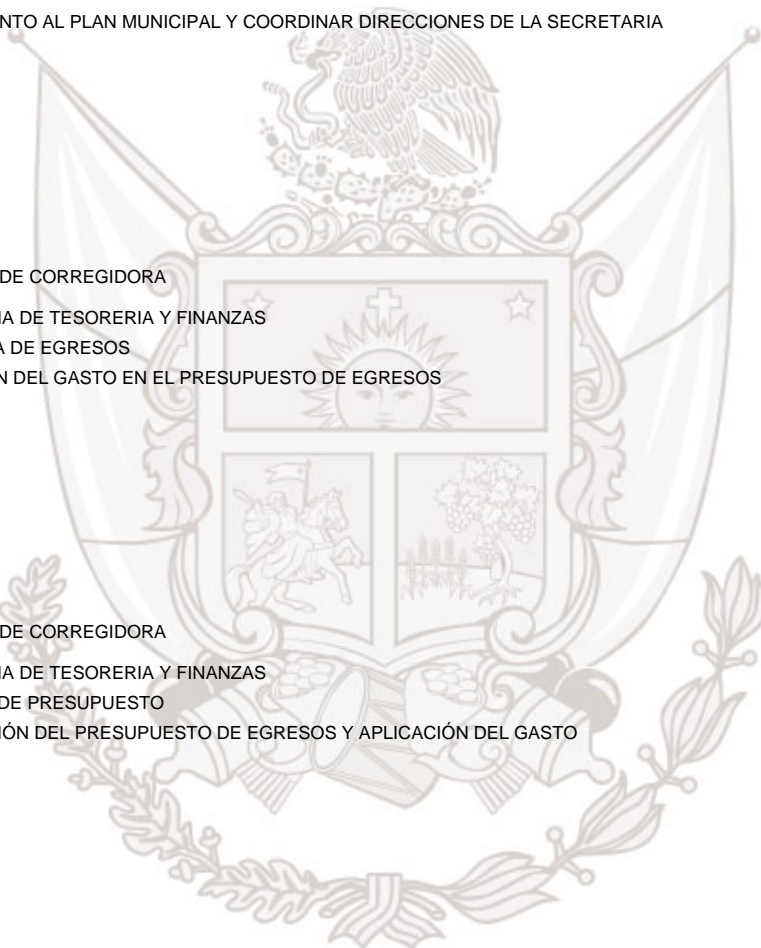 NTO AL PLAN MUNICIPAL Y COORDINAR DIRECCIONES DE LA SECRETARIA
DE CORREGIDORA
IA DE TESORERIA Y FINANZAS
A DE EGRESOS
N DEL GASTO EN EL PRESUPUESTO DE EGRESOS
DE CORREGIDORA
IA DE TESORERIA Y FINANZAS
DE PRESUPUESTO
IÓN DEL PRESUPUESTO DE EGRESOS Y APLICACIÓN DEL GASTO